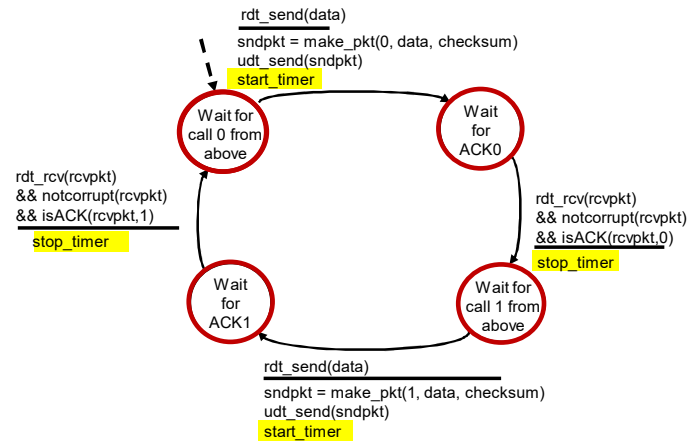 rdt_send(data)
sndpkt = make_pkt(0, data, checksum)
udt_send(sndpkt)
start_timer
Wait for
call 0 from
above
Wait
for
ACK0
rdt_rcv(rcvpkt)
&& notcorrupt(rcvpkt)
&& isACK(rcvpkt,1)
stop_timer
rdt_rcv(rcvpkt)
&& notcorrupt(rcvpkt)
&& isACK(rcvpkt,0)
stop_timer
Wait
for
ACK1
Wait for
call 1 from
above
rdt_send(data)
sndpkt = make_pkt(1, data, checksum)
udt_send(sndpkt)
start_timer